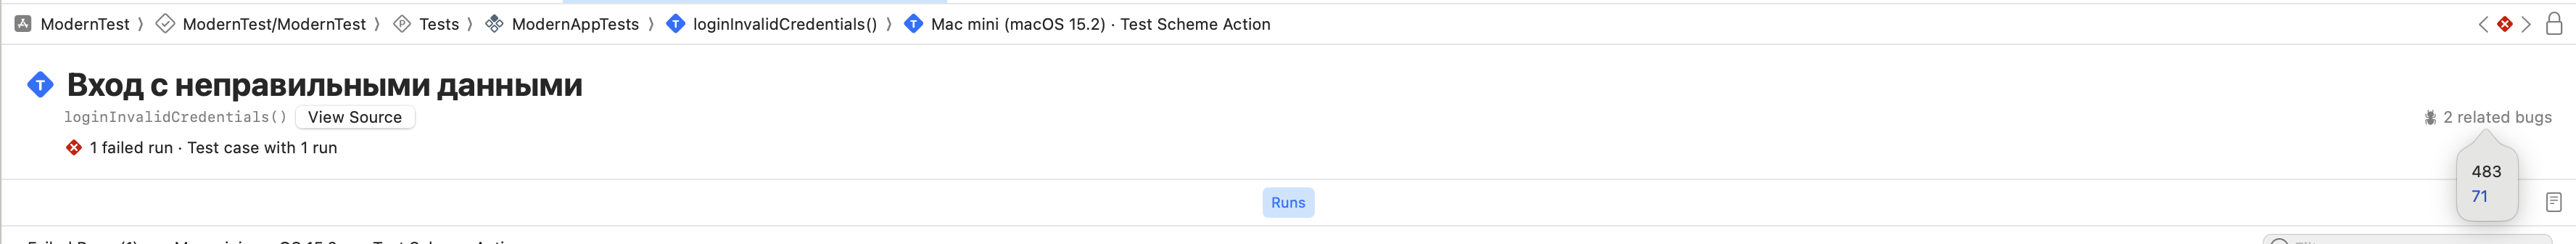 ModernTest 〉 ModernTest/ModernTest 〉 Tests 〉 ModernAppTests 〉 loginInvalidCredentials() 〉 Mac mini (macOS 15.2) · Test Scheme Action
Вход с неправильными данными
loginInvalidCredentials() View Source
2 related bugs
1 failed run · Test case with 1 run
483
71
Runs